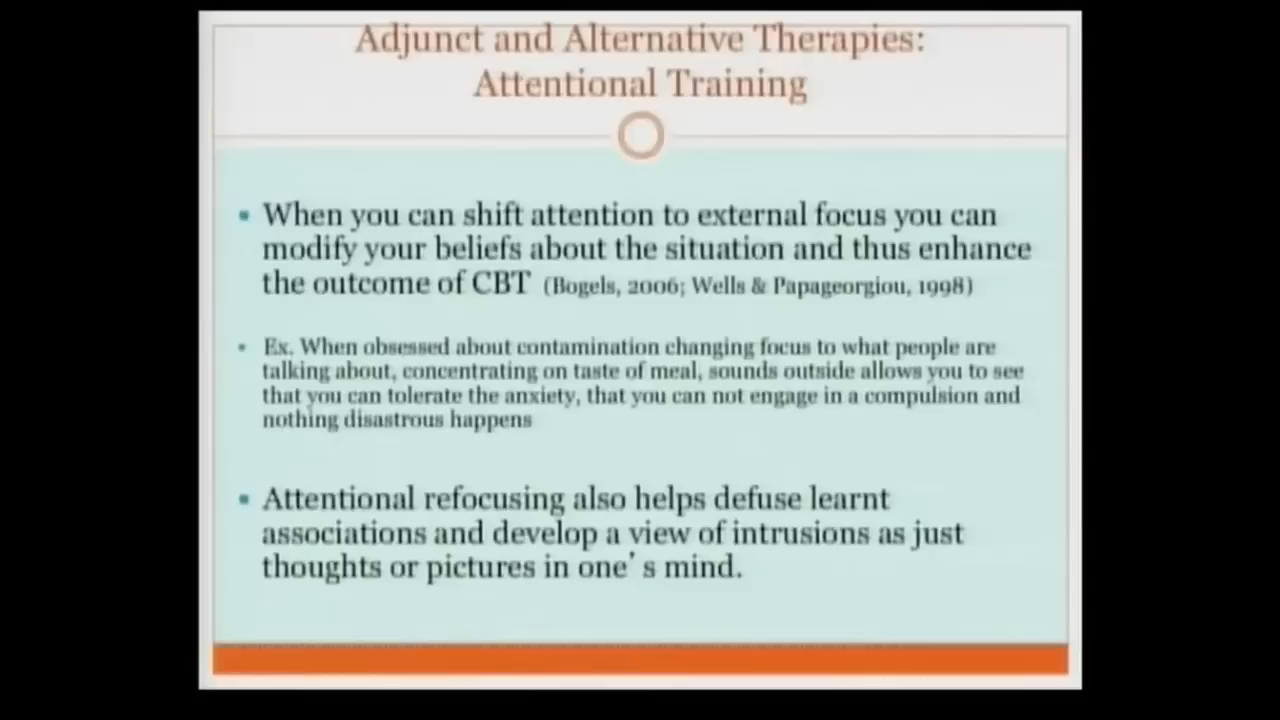 Adjunct and Alternative Therapies:
Attentional Training
▪ When you can shift attention to external focus you can
modify your beliefs about the situation and thus enhance
the outcome of CBT (Bogels, 2006; Wells & Papageorgiou, 1998)
▪ Ex. When obsessed about contamination changing focus to what people are
talking about, concentrating on taste of meal, sounds outside allows you to see
that you can tolerate the anxiety, that you can not engage in a compulsion and
nothing disastrous happens
▪ Attentional refocusing also helps defuse learnt
associations and develop a view of intrusions as just
thoughts or pictures in one’ s mind.